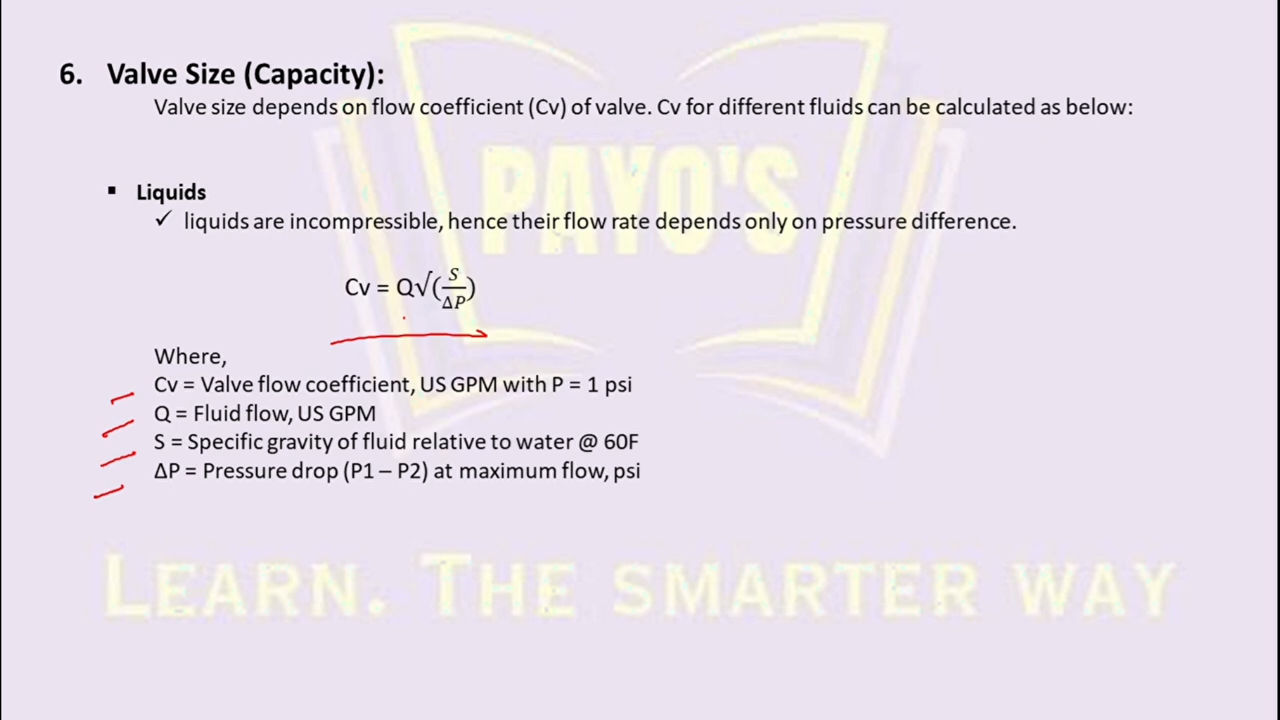 6. Valve Size (Capacity):
Valve size depends on flow coefficient (Cv) of valve. Cv for different fluids can be calculated as below:
PAYO'S
▪ Liquids
✓ liquids are incompressible, hence their flow rate depends only on pressure difference.
Cv = Q√(S/ΔP)
Where,
Cv = Valve flow coefficient, US GPM with P = 1 psi
Q = Fluid flow, US GPM
S = Specific gravity of fluid relative to water @ 60F
ΔP = Pressure drop (P1 – P2) at maximum flow, psi
LEARN. THE SMARTER WAY